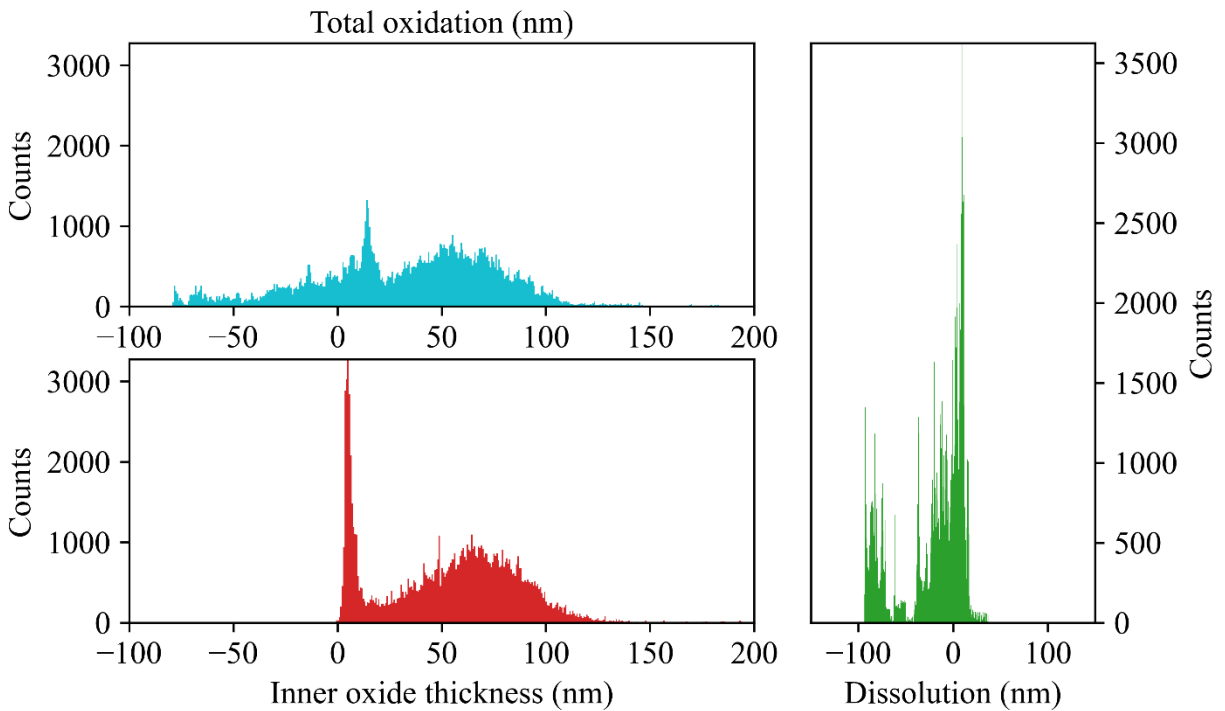 Total oxidation (nm)
Counts
3000
2000
1000
0
−100 −50 0 50 100 150 200
Counts
3000
2000
1000
0
−100 −50 0 50 100 150 200
Inner oxide thickness (nm)
3500
3000
2500
2000
1500
1000
500
0
Counts
−100 0 100
Dissolution (nm)